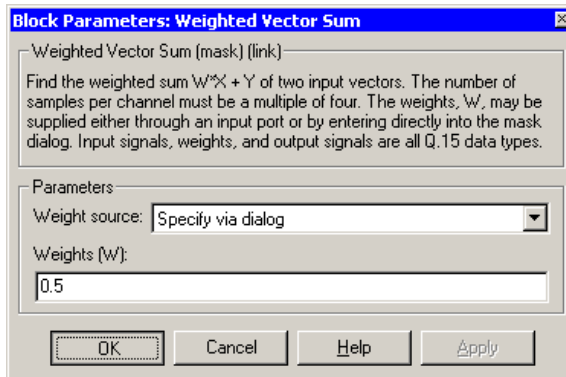 Block Parameters: Weighted Vector Sum
Weighted Vector Sum (mask) (link)
Find the weighted sum W*X + Y of two input vectors. The number of
samples per channel must be a multiple of four. The weights, W, may be
supplied either through an input port or by entering directly into the mask
dialog. Input signals, weights, and output signals are all Q.15 data types.
Parameters
Weight source: Specify via dialog
Weights (W):
0.5
OK Cancel Help Apply